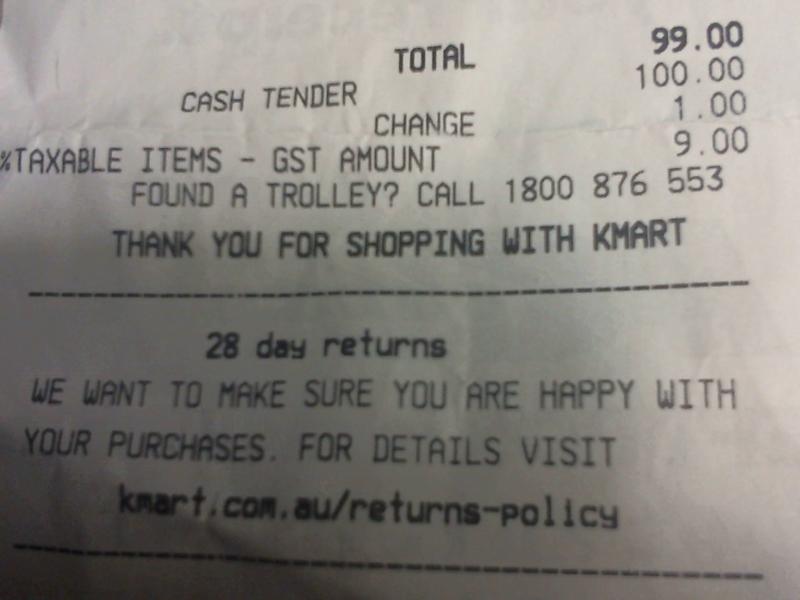 TOTAL 99.00
CASH TENDER 100.00
CHANGE 1.00
%TAXABLE ITEMS - GST AMOUNT 9.00
FOUND A TROLLEY? CALL 1800 876 553
THANK YOU FOR SHOPPING WITH KMART
28 day returns
WE WANT TO MAKE SURE YOU ARE HAPPY WITH
YOUR PURCHASES. FOR DETAILS VISIT
kmart.com.au/returns-policy